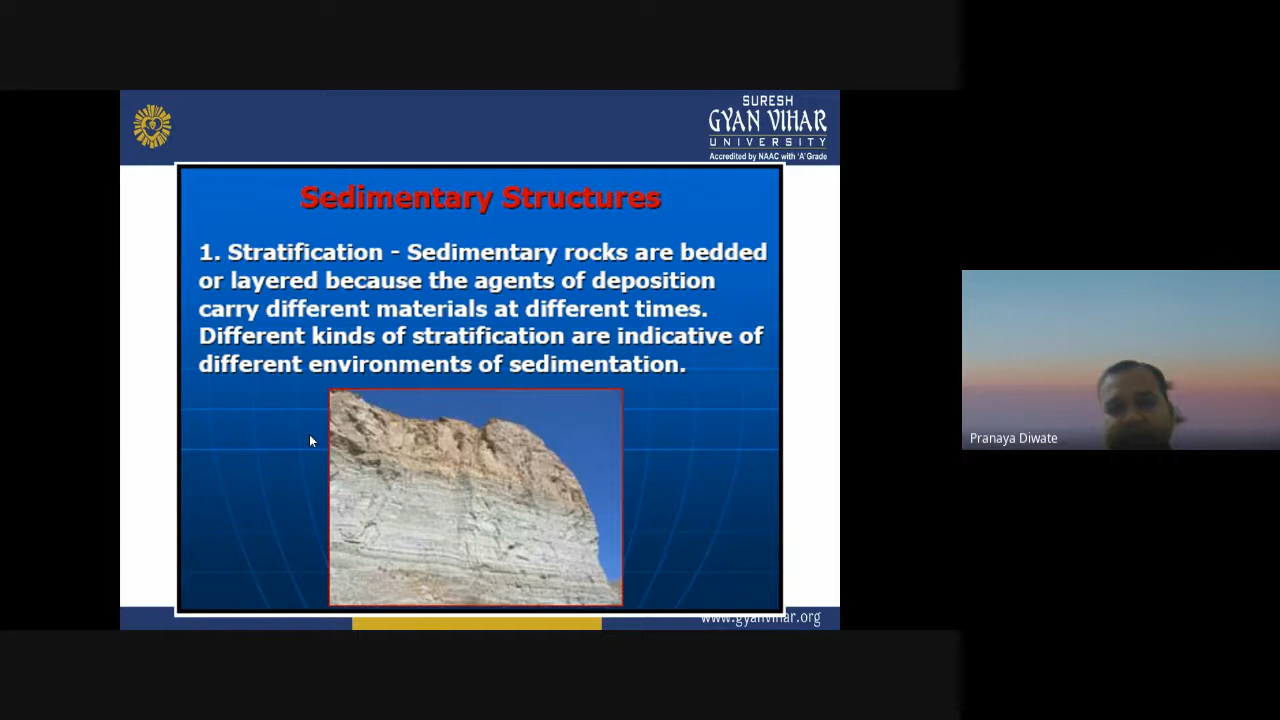 SURESH
GYAN VIHAR
UNIVERSITY
Accredited by NAAC with 'A' Grade
Sedimentary Structures
1. Stratification - Sedimentary rocks are bedded
or layered because the agents of deposition
carry different materials at different times.
Different kinds of stratification are indicative of
different environments of sedimentation.
Pranaya Diwate
www.gyanvihar.org